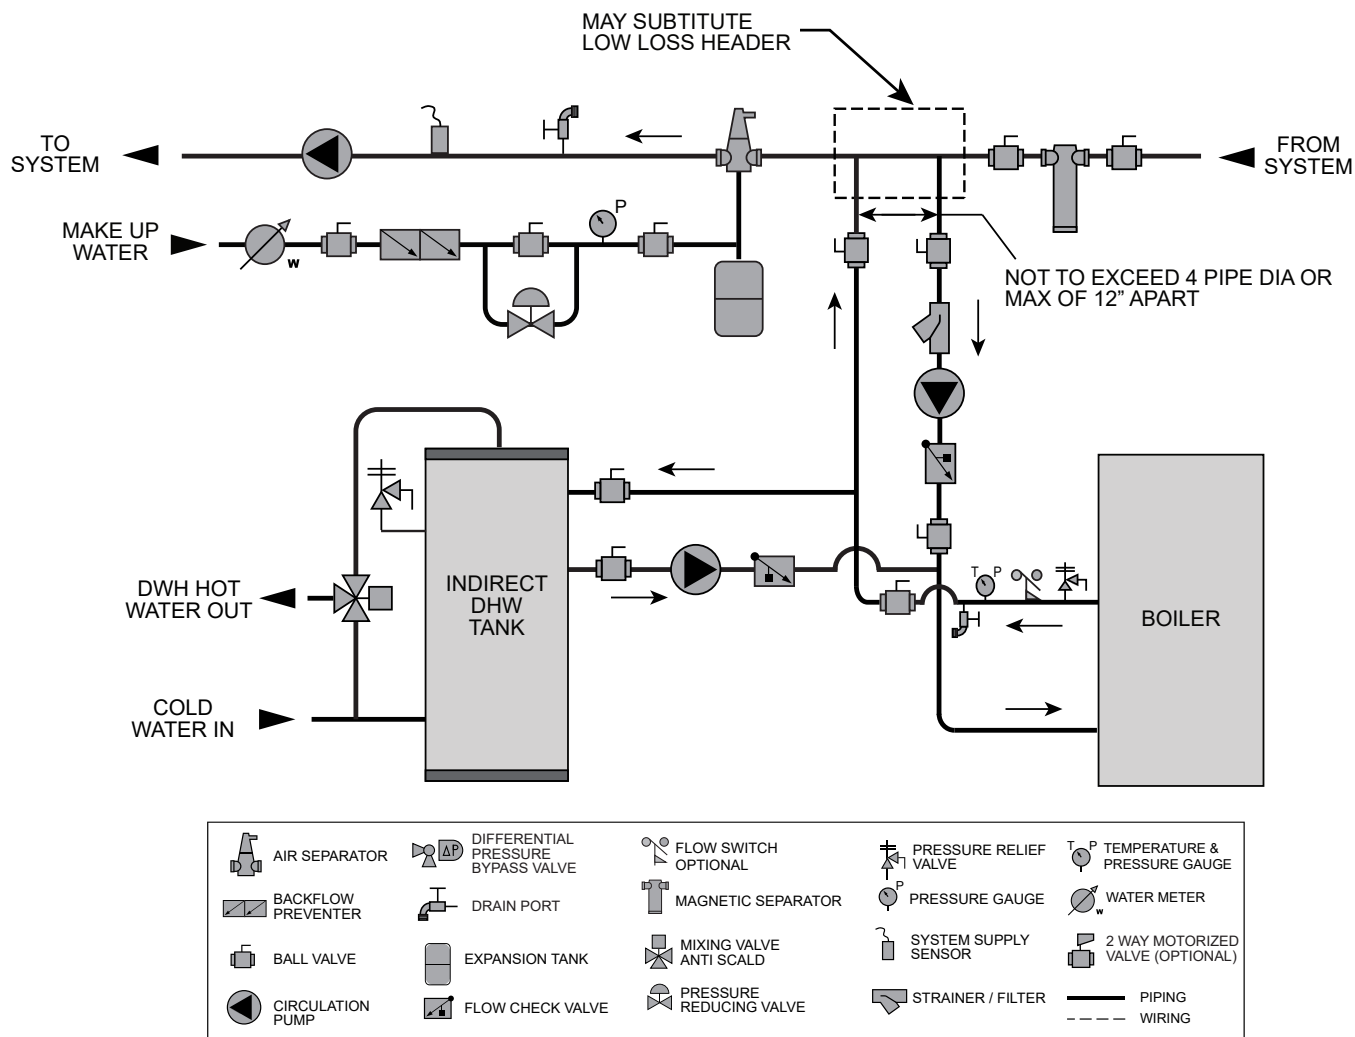 MAY SUBTITUTE
LOW LOSS HEADER
TO
SYSTEM
FROM
SYSTEM
MAKE UP
WATER
W
P
NOT TO EXCEED 4 PIPE DIA OR
MAX OF 12” APART
INDIRECT
DHW
TANK
DWH HOT
WATER OUT
T P
BOILER
COLD
WATER IN
AIR SEPARATOR
BACKFLOW
PREVENTER
BALL VALVE
CIRCULATION
PUMP
ΔP
DIFFERENTIAL
PRESSURE
BYPASS VALVE
DRAIN PORT
EXPANSION TANK
FLOW CHECK VALVE
FLOW SWITCH
OPTIONAL
MAGNETIC SEPARATOR
MIXING VALVE
ANTI SCALD
PRESSURE
REDUCING VALVE
PRESSURE RELIEF
VALVE
P
PRESSURE GAUGE
SYSTEM SUPPLY
SENSOR
STRAINER / FILTER
T P
TEMPERATURE &
PRESSURE GAUGE
W
WATER METER
2 WAY MOTORIZED
VALVE (OPTIONAL)
PIPING
WIRING